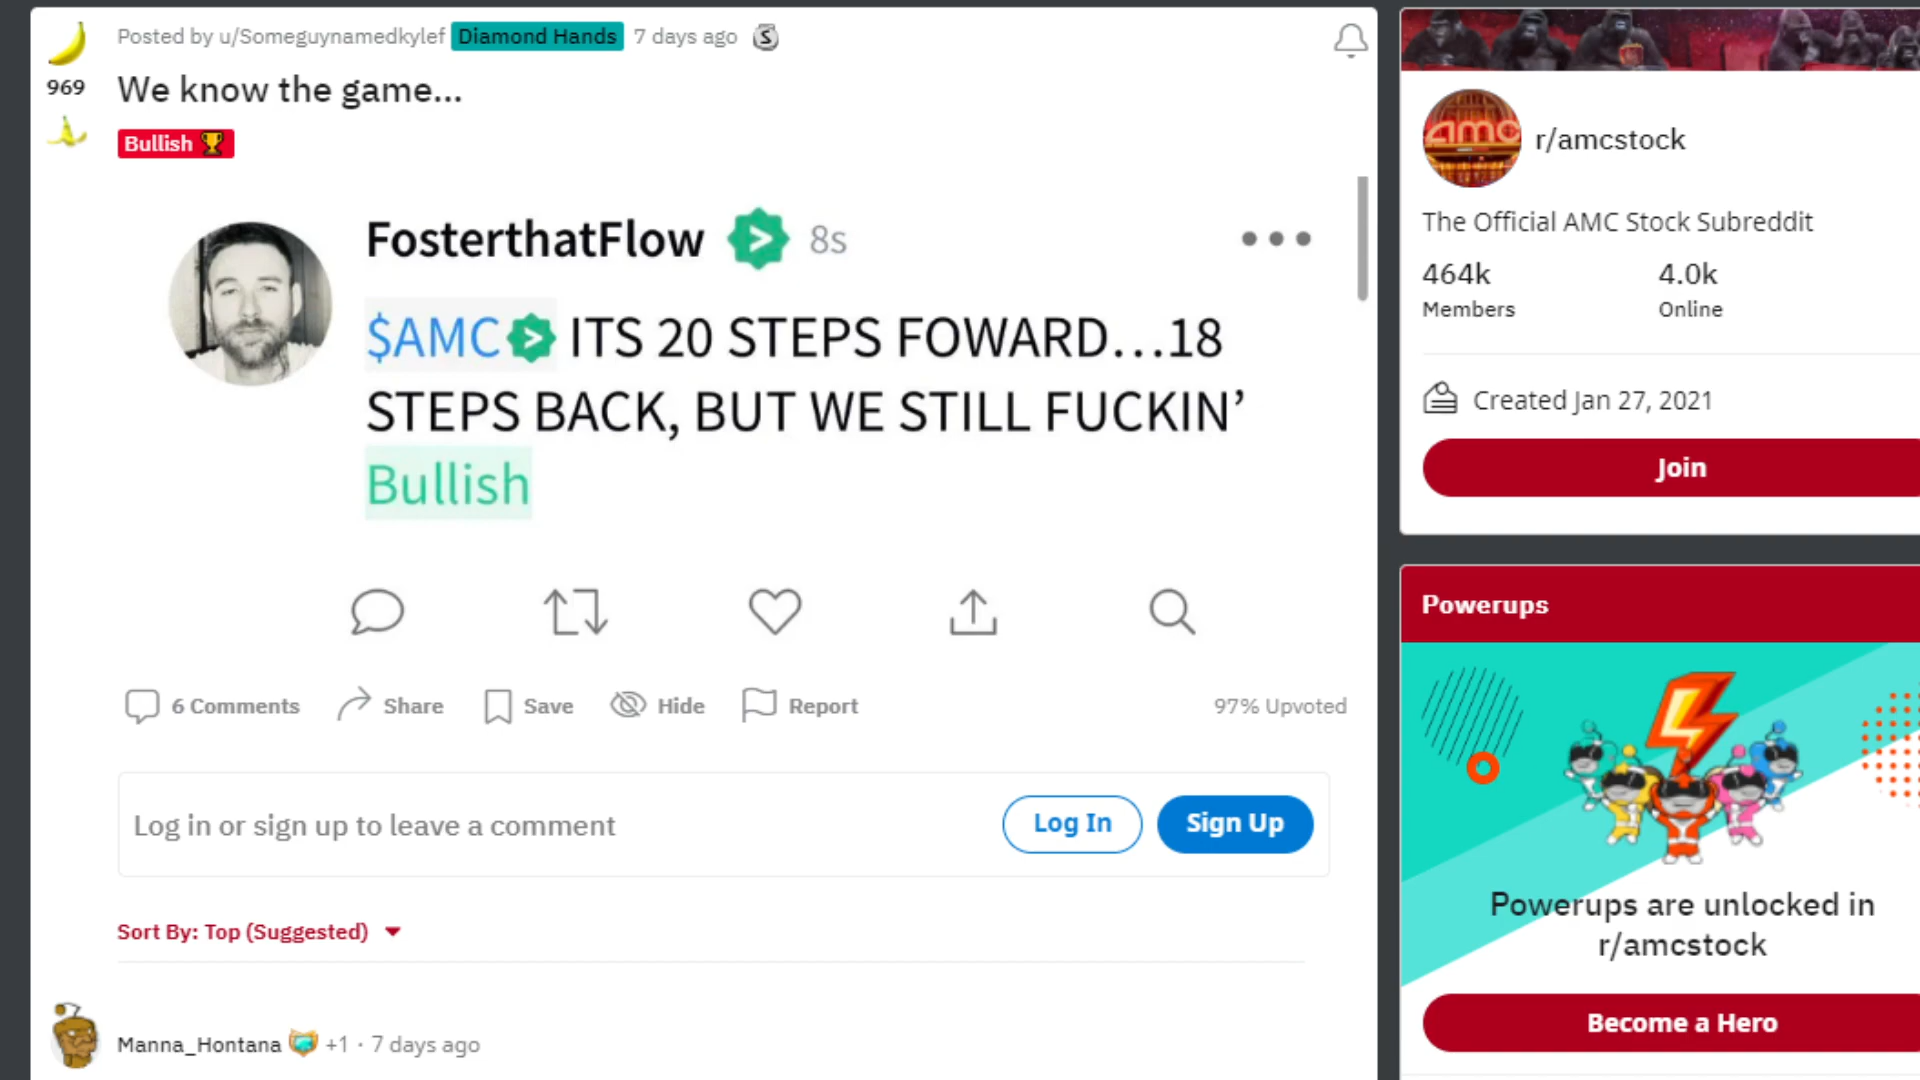 Posted by u/Someguynamedkylef Diamond Hands 7 days ago
969
We know the game...
Bullish
FosterthatFlow 8s
$AMC ITS 20 STEPS FOWARD...18
STEPS BACK, BUT WE STILL FUCKIN'
Bullish
6 Comments Share Save Hide Report 97% Upvoted
Log in or sign up to leave a comment Log In Sign Up
Sort By: Top (Suggested)
Manna_Hontana +1 · 7 days ago
amc
r/amcstock
The Official AMC Stock Subreddit
464k 4.0k
Members Online
Created Jan 27, 2021
Join
Powerups
Powerups are unlocked in
r/amcstock
Become a Hero